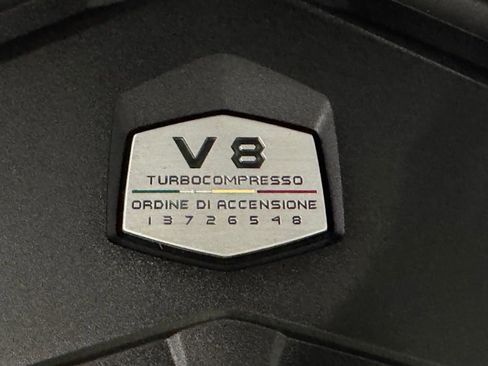 V8
TURBOCOMPRESSO
ORDINE DI ACCENSIONE
1 3 7 2 6 5 4 8